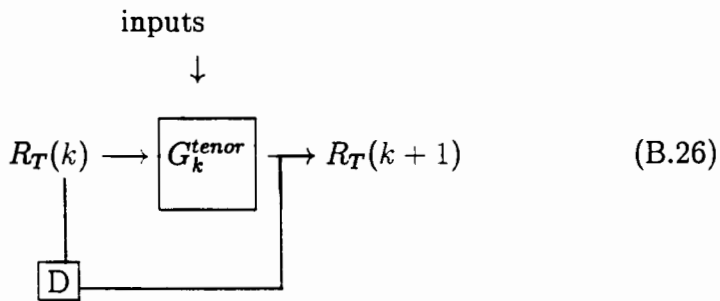 inputs
↓
R_T(k) → G_k^{tenor} → R_T(k + 1) (B.26)
D